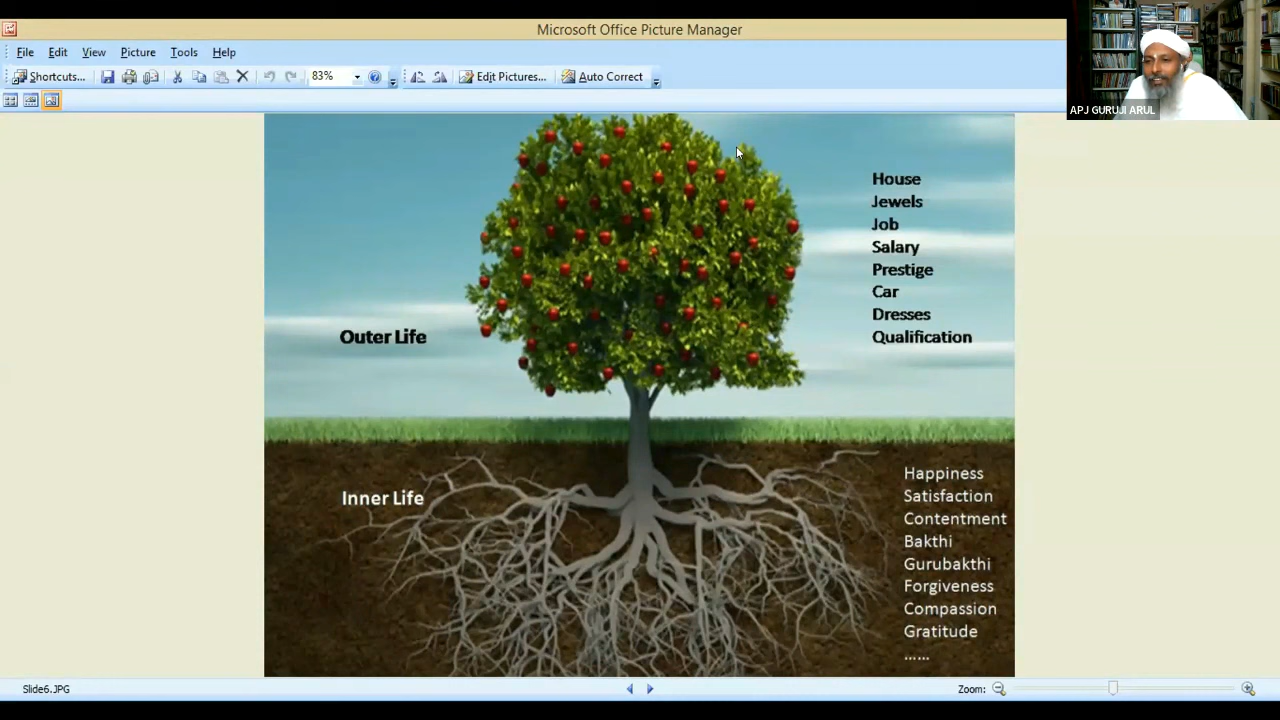 Microsoft Office Picture Manager
File Edit View Picture Tools Help
Shortcuts... 83% Edit Pictures... Auto Correct
APJ GURUJI ARUL
House
Jewels
Job
Salary
Prestige
Car
Dresses
Qualification
Outer Life
Inner Life
Happiness
Satisfaction
Contentment
Bakthi
Gurubakthi
Forgiveness
Compassion
Gratitude
......
Slide6.JPG
Zoom: